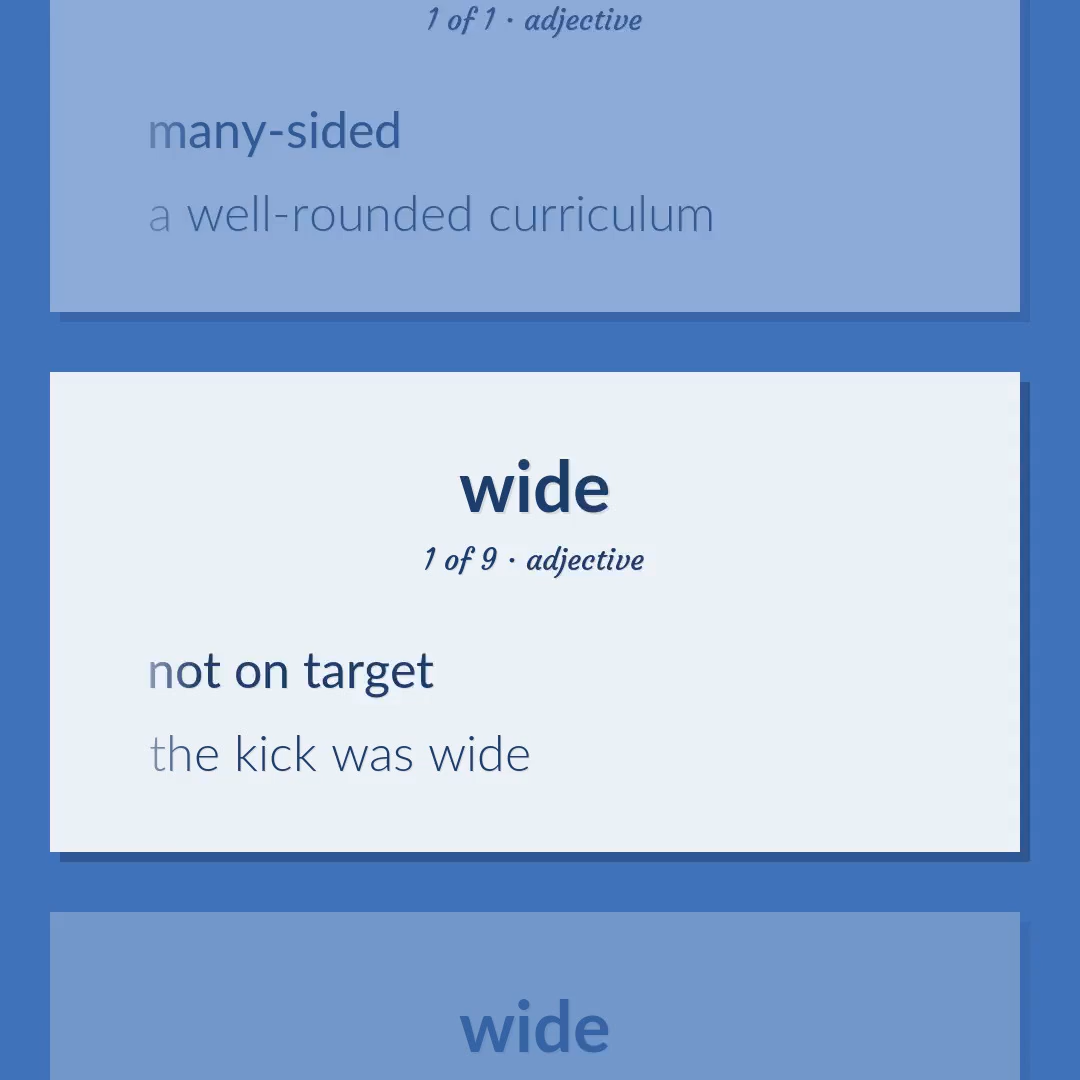 1 of 1 · adjective
many-sided
a well-rounded curriculum
wide
1 of 9 · adjective
not on target
the kick was wide
wide